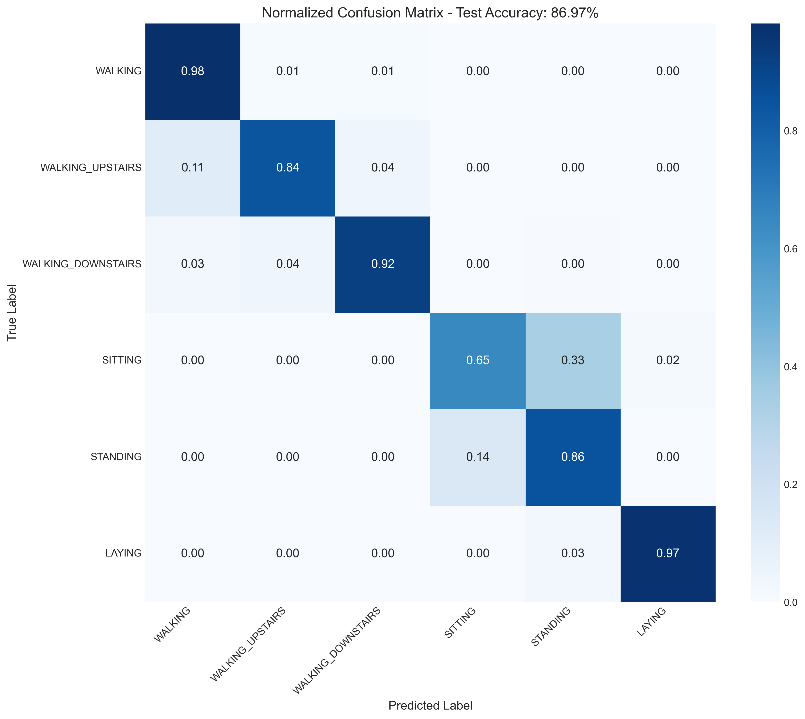 Normalized Confusion Matrix - Test Accuracy: 86.97%
True Label
WALKING 0.98 0.01 0.01 0.00 0.00 0.00
WALKING_UPSTAIRS 0.11 0.84 0.04 0.00 0.00 0.00
WALKING_DOWNSTAIRS 0.03 0.04 0.92 0.00 0.00 0.00
SITTING 0.00 0.00 0.00 0.65 0.33 0.02
STANDING 0.00 0.00 0.00 0.14 0.86 0.00
LAYING 0.00 0.00 0.00 0.00 0.03 0.97
WALKING WALKING_UPSTAIRS WALKING_DOWNSTAIRS SITTING STANDING LAYING
Predicted Label
0.8
0.6
0.4
0.2
0.0